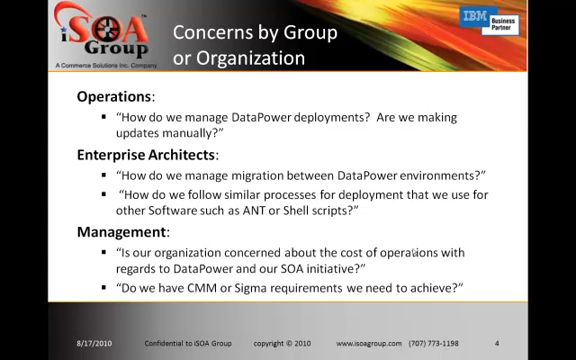 iSOA
Group
A Commerce Solutions Inc. Company
Concerns by Group
or Organization
IBM
Business
Partner
Operations:
“How do we manage DataPower deployments? Are we making
updates manually?”
Enterprise Architects:
“How do we manage migration between DataPower environments?”
“How do we follow similar processes for deployment that we use for
other Software such as ANT or Shell scripts?”
Management:
“Is our organization concerned about the cost of operations with
regards to DataPower and our SOA initiative?”
“Do we have CMM or Sigma requirements we need to achieve?”
8/17/2010 Confidential to iSOA Group copyright © 2010 www.isoagroup.com (707) 773-1198 4